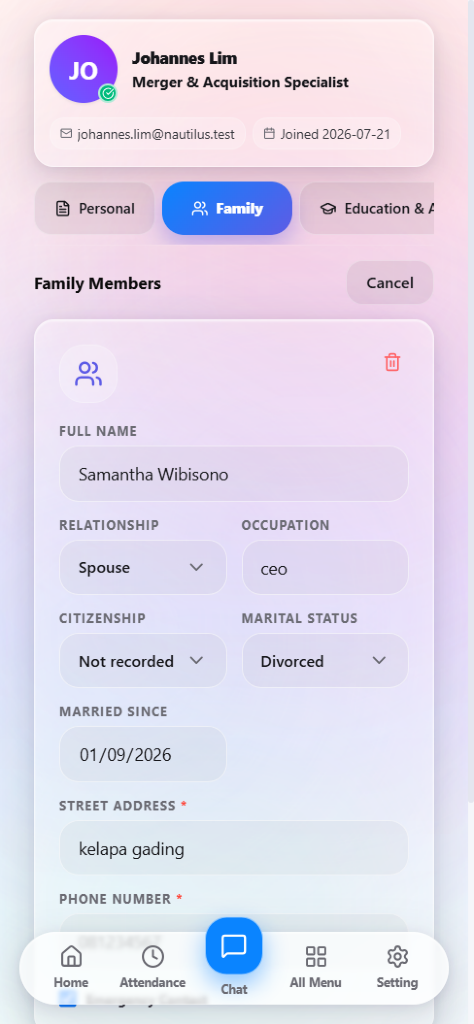 JO
Johannes Lim
Merger & Acquisition Specialist
johannes.lim@nautilus.test
Joined 2026-07-21
Personal
Family
Education & A
Family Members
Cancel
FULL NAME
Samantha Wibisono
RELATIONSHIP
OCCUPATION
Spouse
ceo
CITIZENSHIP
MARITAL STATUS
Not recorded
Divorced
MARRIED SINCE
01/09/2026
STREET ADDRESS *
kelapa gading
PHONE NUMBER *
Home
Attendance
Chat
All Menu
Setting